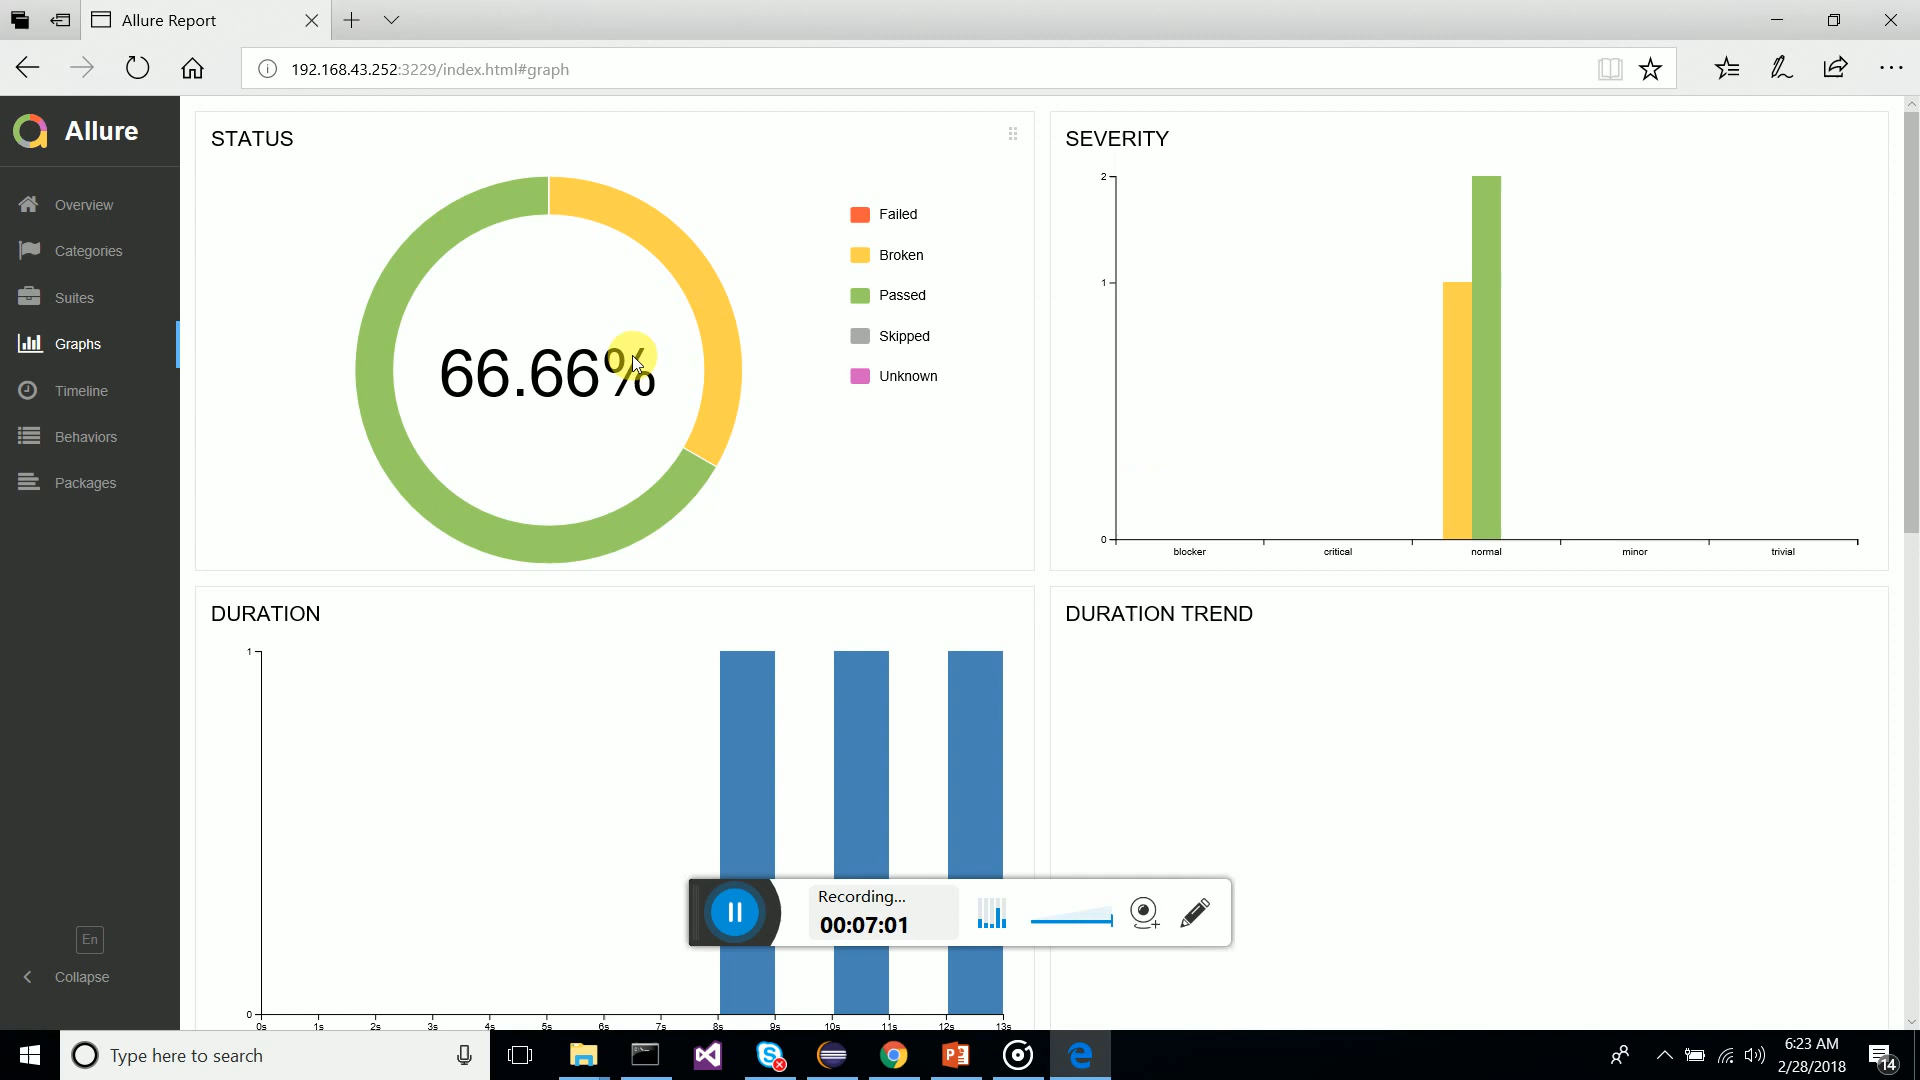 Allure Report
192.168.43.252:3229/index.html#graph
Allure
Overview
Categories
Suites
Graphs
Timeline
Behaviors
Packages
En
Collapse
STATUS
66.66%
Failed
Broken
Passed
Skipped
Unknown
SEVERITY
2
1
0
blocker critical normal minor trivial
DURATION
1
0
0s 1s 2s 3s 4s 5s 6s 7s 8s 9s 10s 11s 12s 13s
DURATION TREND
Recording...
00:07:01
Type here to search
6:23 AM
2/28/2018
14